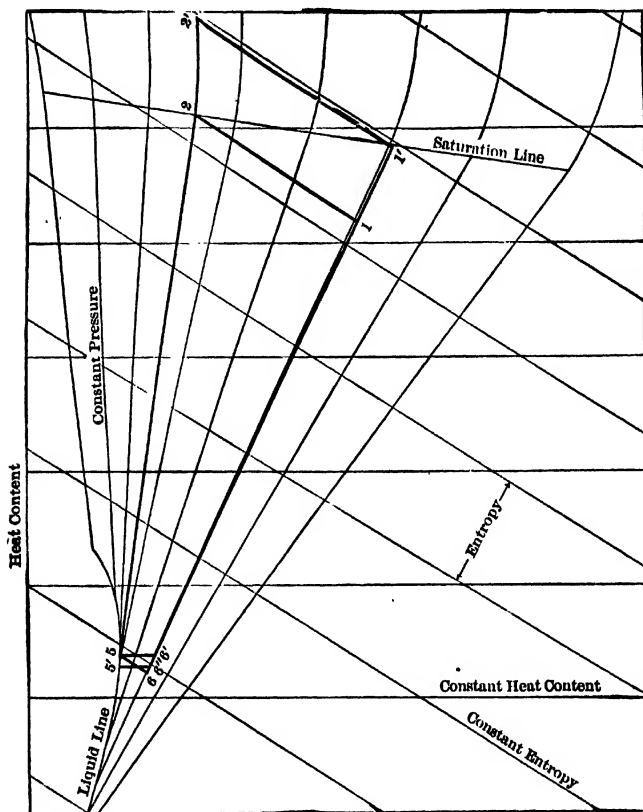 2'
2
Saturation Line
1'
1
Constant Pressure
Heat Content
Entropy
5' 5
6 6" 6'
Constant Heat Content
Liquid Line
Constant Entropy